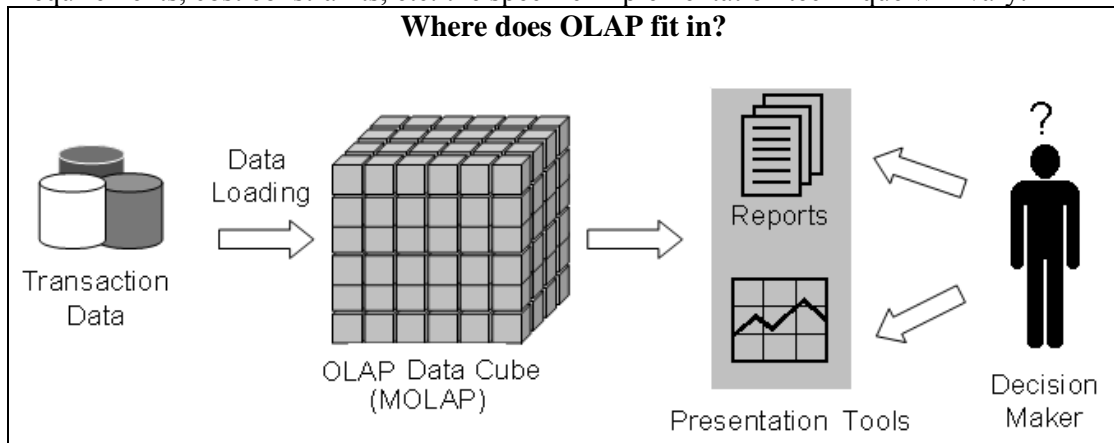 Where does OLAP fit in?
Data
Loading
Transaction
Data
OLAP Data Cube
(MOLAP)
Reports
Presentation Tools
?
Decision
Maker